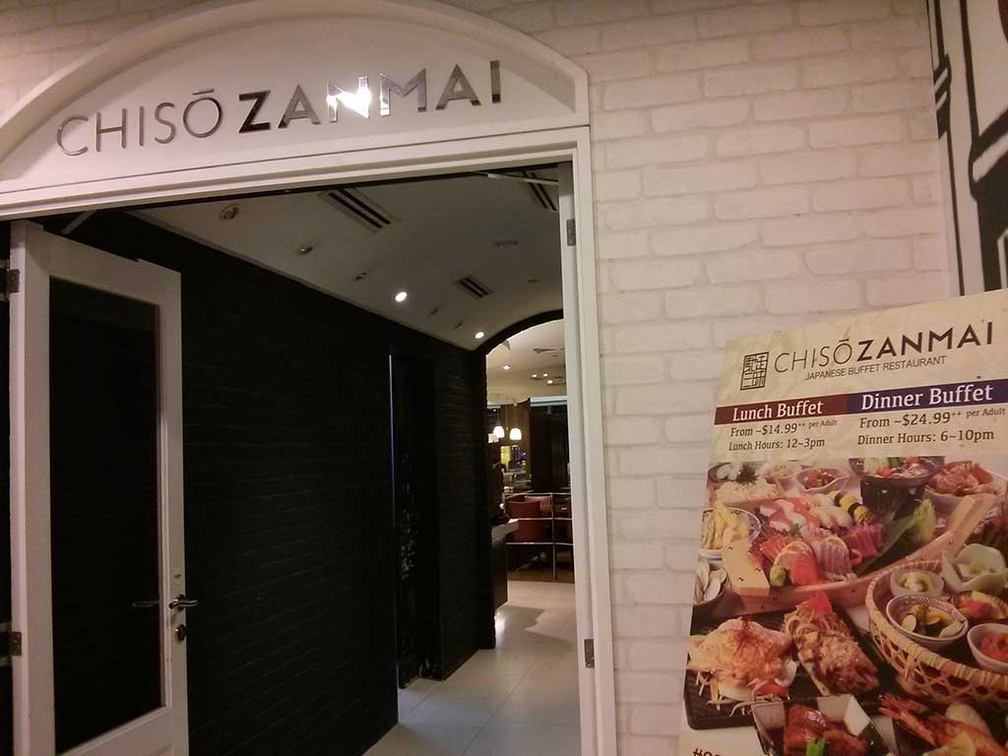 CHISŌ ZANMAI
CHISŌ ZANMAI
JAPANESE BUFFET RESTAURANT
Lunch Buffet
From ~$14.99++ per Adult
Lunch Hours: 12~3pm
Dinner Buffet
From ~$24.99++ per Adult
Dinner Hours: 6~10pm